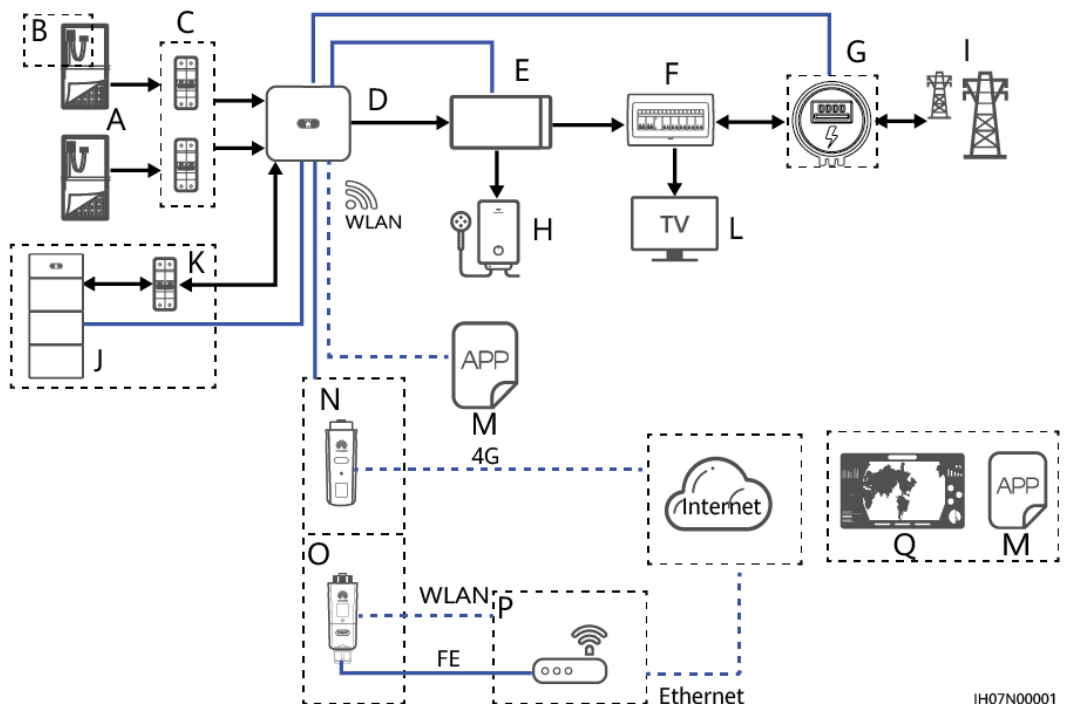 B
C
A
D
E
F
G
I
WLAN
H
TV
L
K
J
APP
M
N
4G
Internet
APP
Q
M
O
WLAN
P
FE
Ethernet
IH07N00001